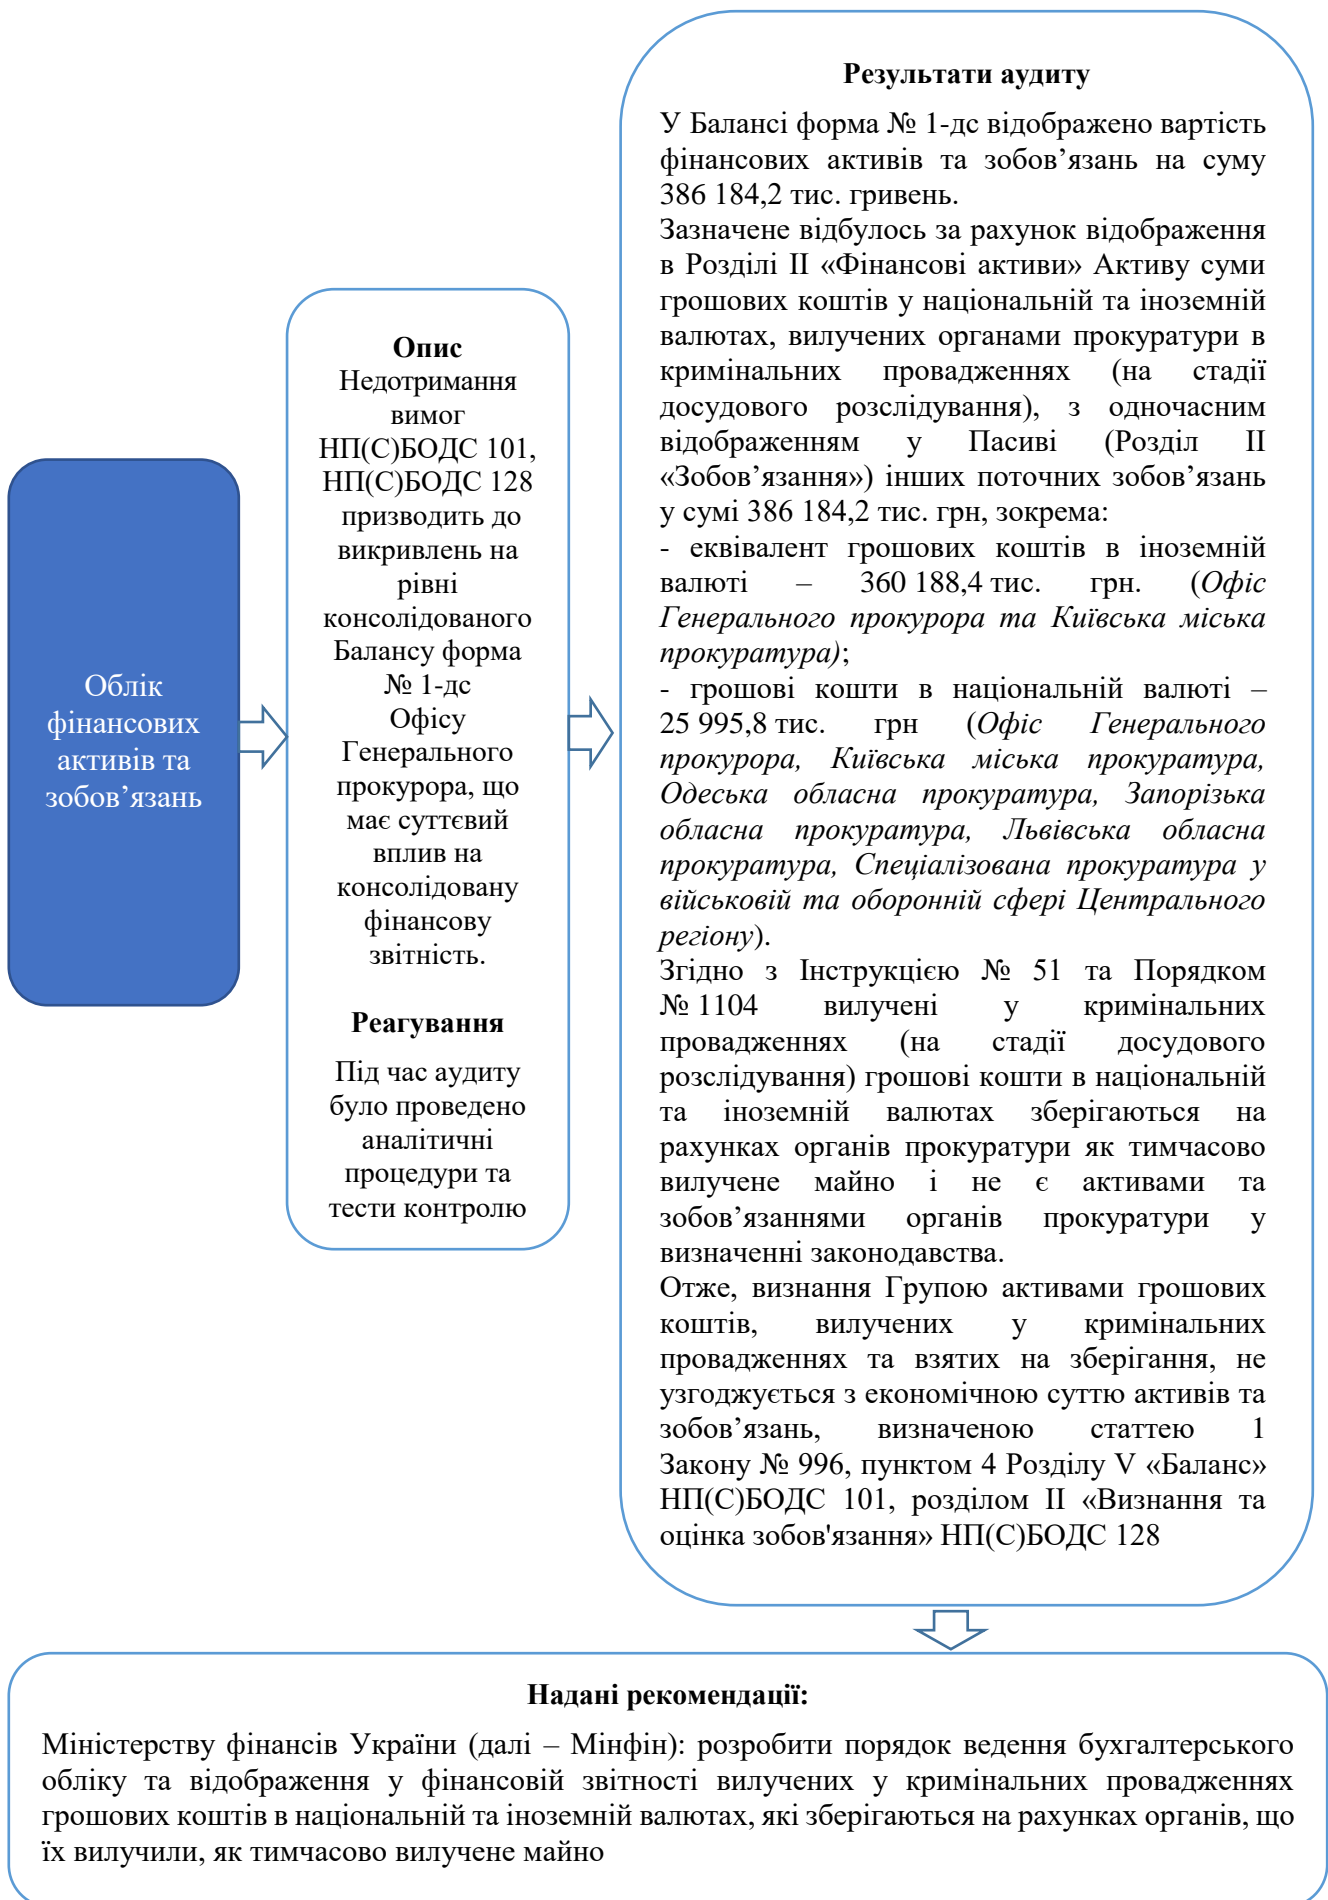 Облік
фінансових
активів та
зобов’язань
Опис
Недотримання
вимог
НП(С)БОДС 101,
НП(С)БОДС 128
призводить до
викривлень на
рівні
консолідованого
Балансу форма
№ 1-дс
Офісу
Генерального
прокурора, що
має суттєвий
вплив на
консолідовану
фінансову
звітність.
Реагування
Під час аудиту
було проведено
аналітичні
процедури та
тести контролю
Результати аудиту
У Балансі форма № 1-дс відображено вартість
фінансових активів та зобов’язань на суму
386 184,2 тис. гривень.
Зазначене відбулось за рахунок відображення
в Розділі ІІ «Фінансові активи» Активу суми
грошових коштів у національній та іноземній
валютах, вилучених органами прокуратури в
кримінальних провадженнях (на стадії
досудового розслідування), з одночасним
відображенням у Пасиві (Розділ ІІ
«Зобов’язання») інших поточних зобов’язань
у сумі 386 184,2 тис. грн, зокрема:
- еквівалент грошових коштів в іноземній
валюті – 360 188,4 тис. грн. (Офіс
Генерального прокурора та Київська міська
прокуратура);
- грошові кошти в національній валюті –
25 995,8 тис. грн (Офіс Генерального
прокурора, Київська міська прокуратура,
Одеська обласна прокуратура, Запорізька
обласна прокуратура, Львівська обласна
прокуратура, Спеціалізована прокуратура у
військовій та оборонній сфері Центрального
регіону).
Згідно з Інструкцією № 51 та Порядком
№ 1104 вилучені у кримінальних
провадженнях (на стадії досудового
розслідування) грошові кошти в національній
та іноземній валютах зберігаються на
рахунках органів прокуратури як тимчасово
вилучене майно і не є активами та
зобов’язаннями органів прокуратури у
визначенні законодавства.
Отже, визнання Групою активами грошових
коштів, вилучених у кримінальних
провадженнях та взятих на зберігання, не
узгоджується з економічною суттю активів та
зобов’язань, визначеною статтею 1
Закону № 996, пунктом 4 Розділу V «Баланс»
НП(С)БОДС 101, розділом ІІ «Визнання та
оцінка зобов'язання» НП(С)БОДС 128
Надані рекомендації:
Міністерству фінансів України (далі – Мінфін): розробити порядок ведення бухгалтерського
обліку та відображення у фінансовій звітності вилучених у кримінальних провадженнях
грошових коштів в національній та іноземній валютах, які зберігаються на рахунках органів, що
їх вилучили, як тимчасово вилучене майно